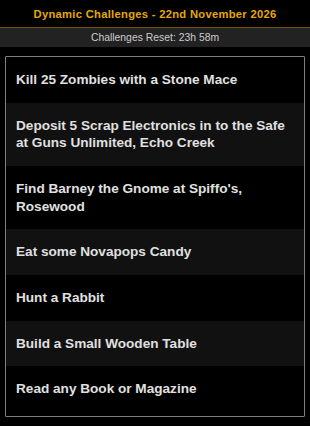 Dynamic Challenges - 22nd November 2026
Challenges Reset: 23h 58m
Kill 25 Zombies with a Stone Mace
Deposit 5 Scrap Electronics in to the Safe
at Guns Unlimited, Echo Creek
Find Barney the Gnome at Spiffo's,
Rosewood
Eat some Novapops Candy
Hunt a Rabbit
Build a Small Wooden Table
Read any Book or Magazine